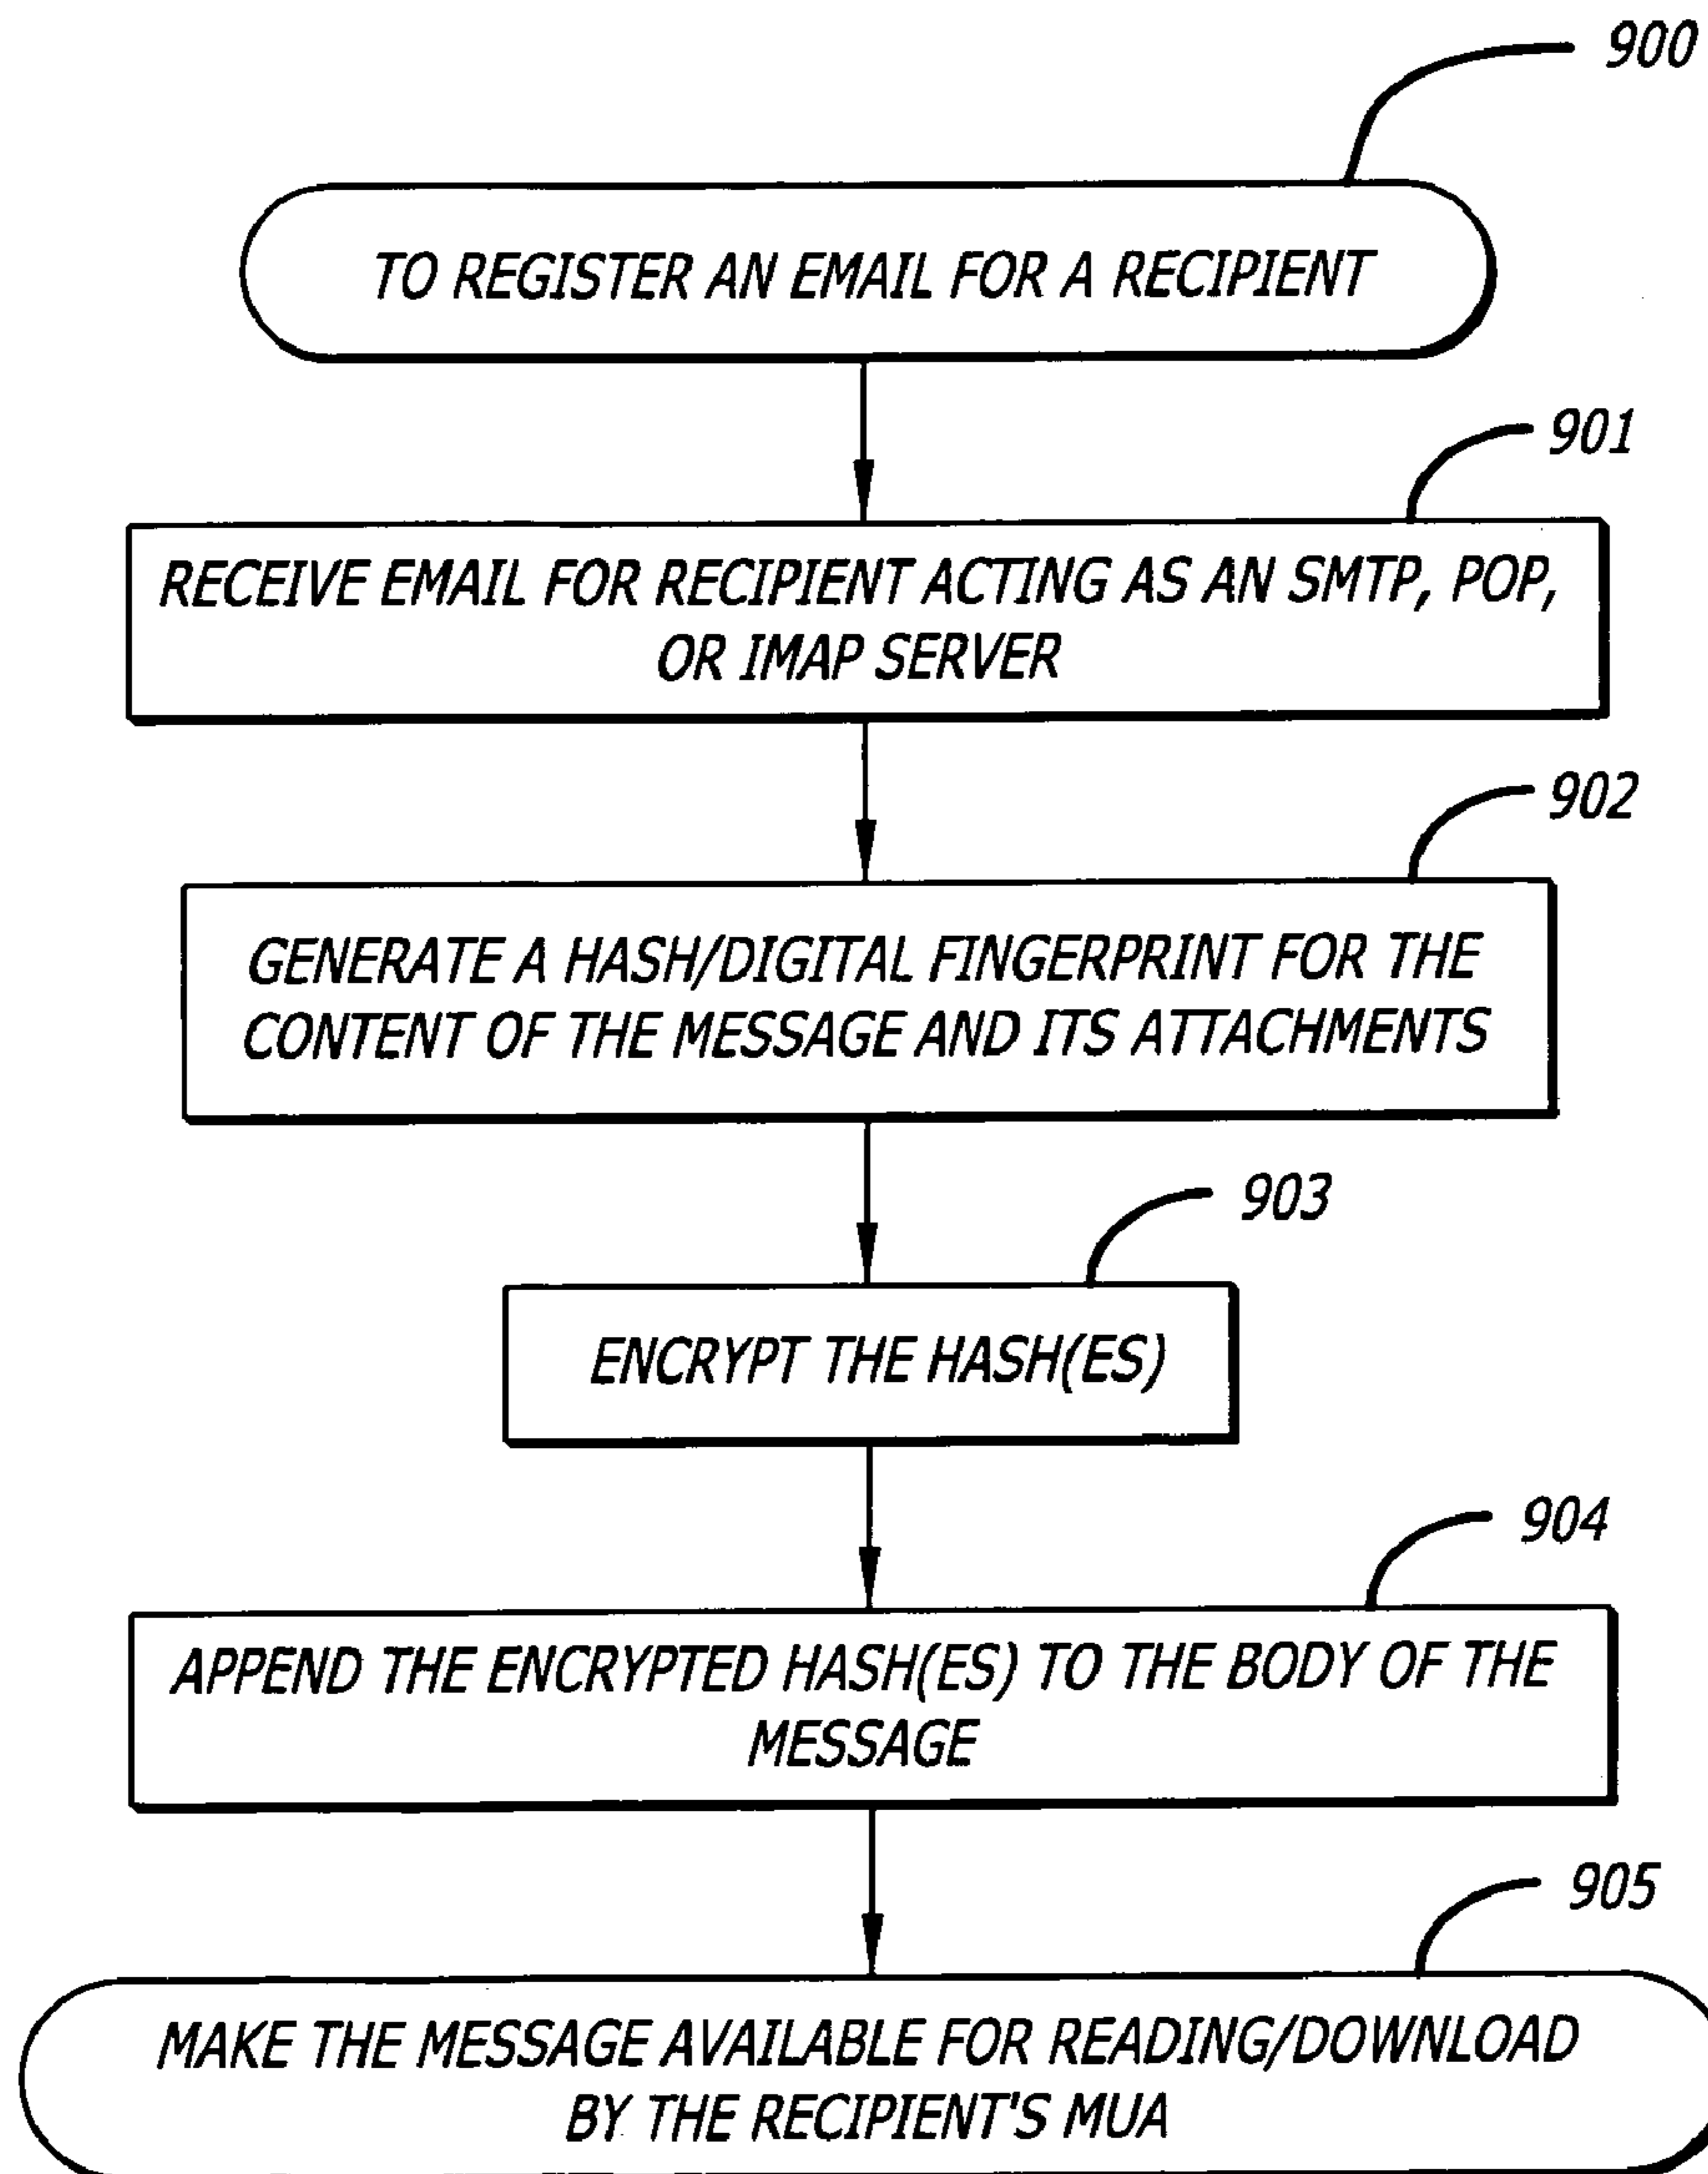 900
TO REGISTER AN EMAIL FOR A RECIPIENT
901
RECEIVE EMAIL FOR RECIPIENT ACTING AS AN SMTP, POP,
OR IMAP SERVER
902
GENERATE A HASH/DIGITAL FINGERPRINT FOR THE
CONTENT OF THE MESSAGE AND ITS ATTACHMENTS
903
ENCRYPT THE HASH(ES)
904
APPEND THE ENCRYPTED HASH(ES) TO THE BODY OF THE
MESSAGE
905
MAKE THE MESSAGE AVAILABLE FOR READING/DOWNLOAD
BY THE RECIPIENT'S MUA